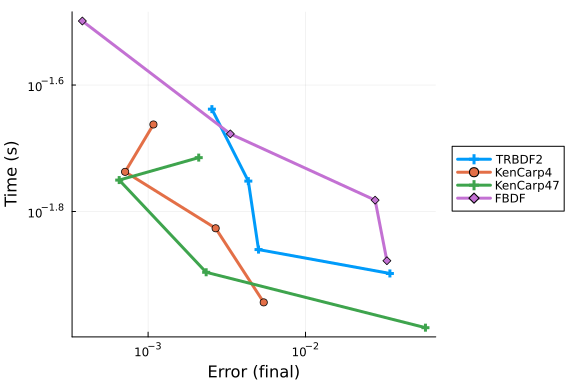 Time (s)
10^-1.6
10^-1.8
10^-3
10^-2
Error (final)
TRBDF2
KenCarp4
KenCarp47
FBDF